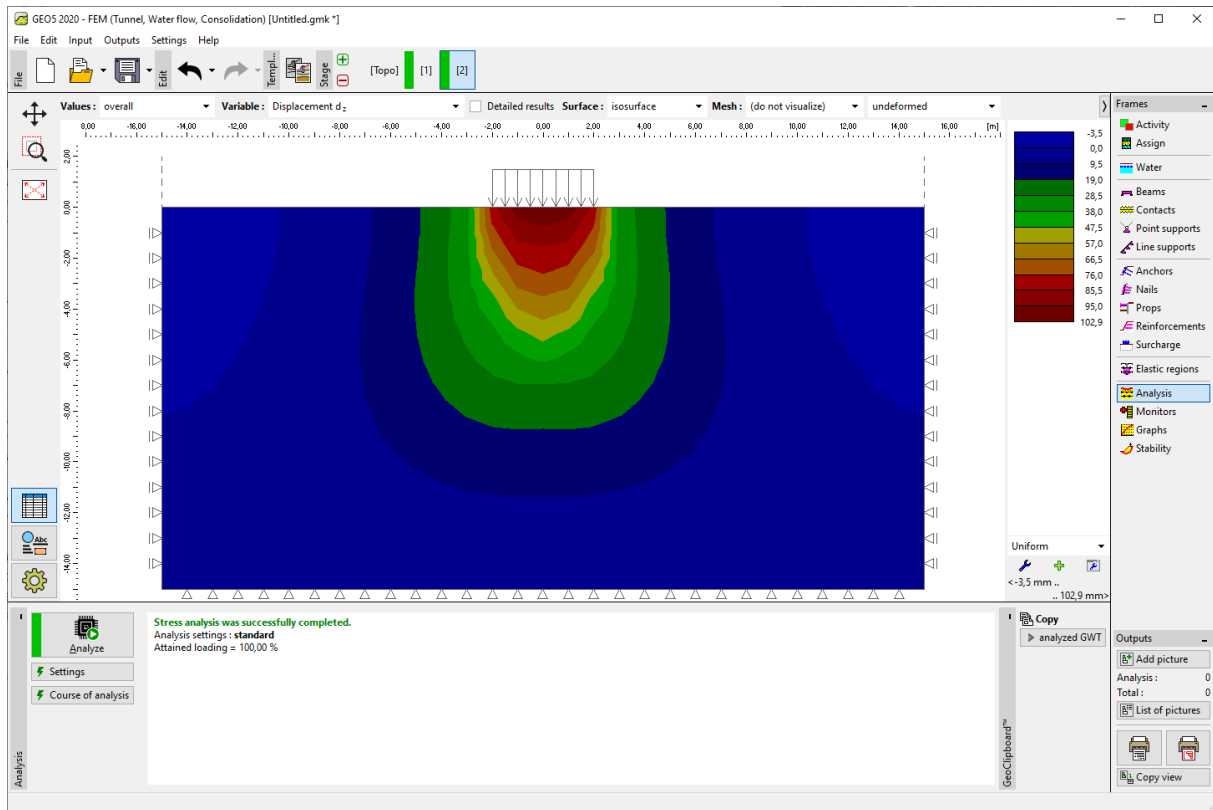 GEO5 2020 - FEM (Tunnel, Water flow, Consolidation) [Untitled.gmk *]
File Edit Input Outputs Settings Help
File
Edit
Templ...
Stage
[Topo] [1] [2]
Values : overall Variable : Displacement d z Detailed results Surface : isosurface Mesh : (do not visualize) undeformed
8,00 -16,00 -14,00 -12,00 -10,00 -8,00 -6,00 -4,00 -2,00 0,00 2,00 4,00 6,00 8,00 10,00 12,00 14,00 16,00 [m]
2,00
0,00
-2,00
-4,00
-6,00
-8,00
-10,00
-12,00
-14,00
-3,5
0,0
9,5
19,0
28,5
38,0
47,5
57,0
66,5
76,0
85,5
95,0
102,9
Uniform
<-3,5 mm ..
.. 102,9 mm>
Frames
Activity
Assign
Water
Beams
Contacts
Point supports
Line supports
Anchors
Nails
Props
Reinforcements
Surcharge
Elastic regions
Analysis
Monitors
Graphs
Stability
Abc
Analysis
Analyze
Settings
Course of analysis
Stress analysis was successfully completed.
Analysis settings : standard
Attained loading = 100,00 %
GeoClipboard™
Copy
analyzed GWT
Outputs
Add picture
Analysis : 0
Total : 0
List of pictures
Copy view